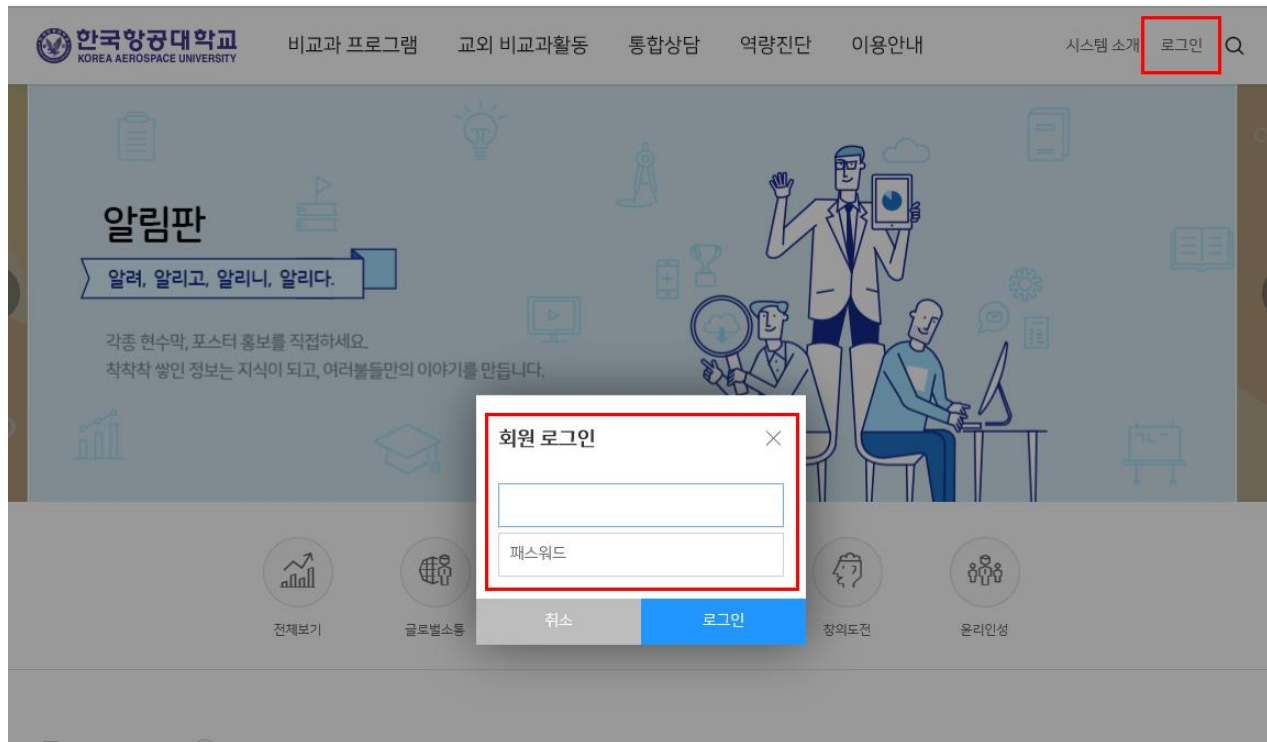 한국항공대학교
KOREA AEROSPACE UNIVERSITY
비교과 프로그램 교외 비교과활동 통합상담 역량진단 이용안내 시스템 소개 로그인
알림판
알려, 알리고, 알리니, 알리다.
각종 현수막, 포스터 홍보를 직접하세요.
착착착 쌓인 정보는 지식이 되고, 여러불들만의 이야기를 만듭니다.
회원 로그인
패스워드
취소 로그인
전체보기 글로벌소통 창의도전 윤리인성